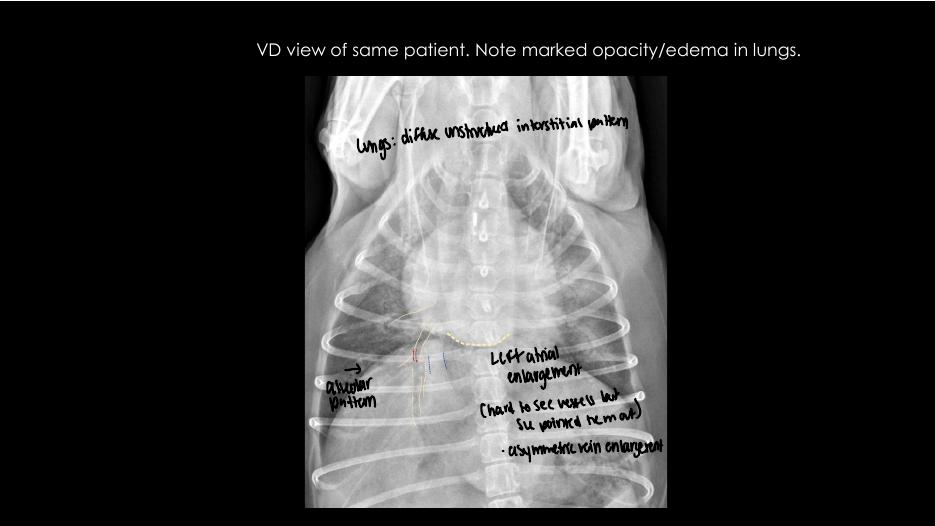 VD view of same patient. Note marked opacity/edema in lungs.
Lungs: diffuse unstructured interstitial pattern
Left atrial
enlargement
alveolar
pattern
(hard to see vessels but
Su pointed them out)
· asymmetric vein enlargement